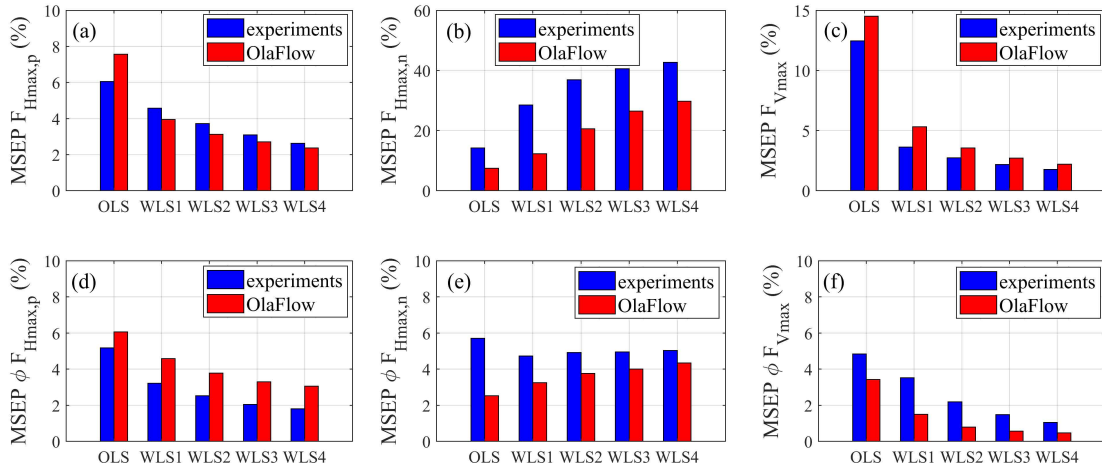 (a)
experiments
OlaFlow
MSEP F_Hmax,p (%)
10
8
6
4
2
0
OLS WLS1 WLS2 WLS3 WLS4
(b)
experiments
OlaFlow
MSEP F_Hmax,n (%)
60
40
20
0
OLS WLS1 WLS2 WLS3 WLS4
(c)
experiments
OlaFlow
MSEP F_Vmax (%)
15
10
5
0
OLS WLS1 WLS2 WLS3 WLS4
(d)
experiments
OlaFlow
MSEP ϕ F_Hmax,p (%)
10
8
6
4
2
0
OLS WLS1 WLS2 WLS3 WLS4
(e)
experiments
OlaFlow
MSEP ϕ F_Hmax,n (%)
10
8
6
4
2
0
OLS WLS1 WLS2 WLS3 WLS4
(f)
experiments
OlaFlow
MSEP ϕ F_Vmax (%)
10
8
6
4
2
0
OLS WLS1 WLS2 WLS3 WLS4